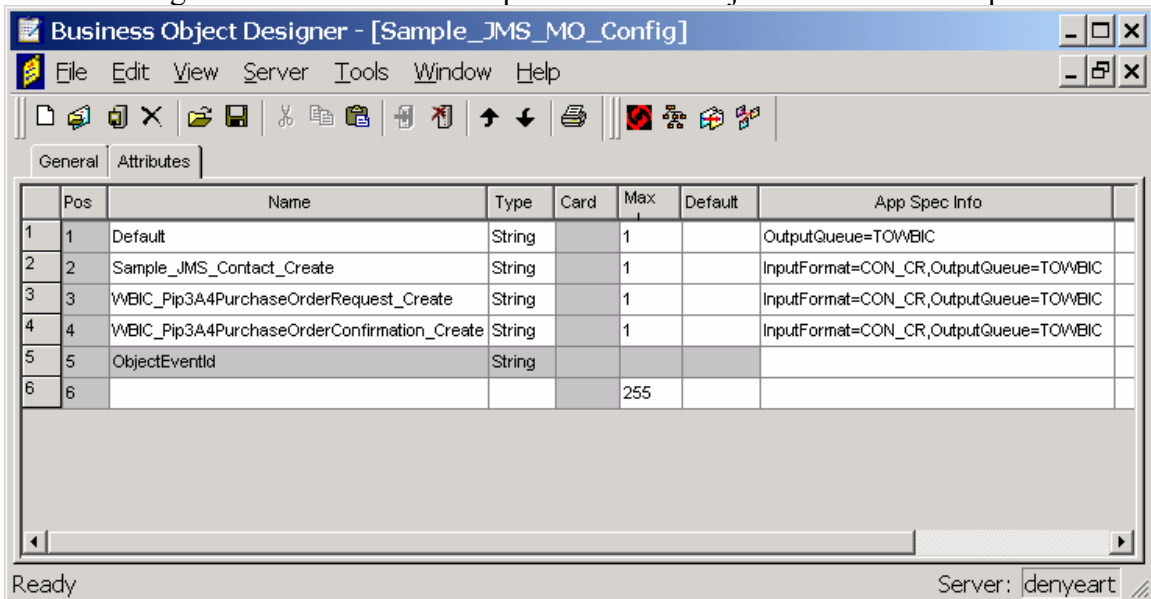 Business Object Designer - [Sample_JMS_MO_Config]
File Edit View Server Tools Window Help
General Attributes
Pos Name Type Card Max Default App Spec Info
1 1 Default String 1 OutputQueue=TOWBIC
2 2 Sample_JMS_Contact_Create String 1 InputFormat=CON_CR,OutputQueue=TOWBIC
3 3 WBIC_Pip3A4PurchaseOrderRequest_Create String 1 InputFormat=CON_CR,OutputQueue=TOWBIC
4 4 WBIC_Pip3A4PurchaseOrderConfirmation_Create String 1 InputFormat=CON_CR,OutputQueue=TOWBIC
5 5 ObjectEventId String
6 6 255
Ready Server: denyeart